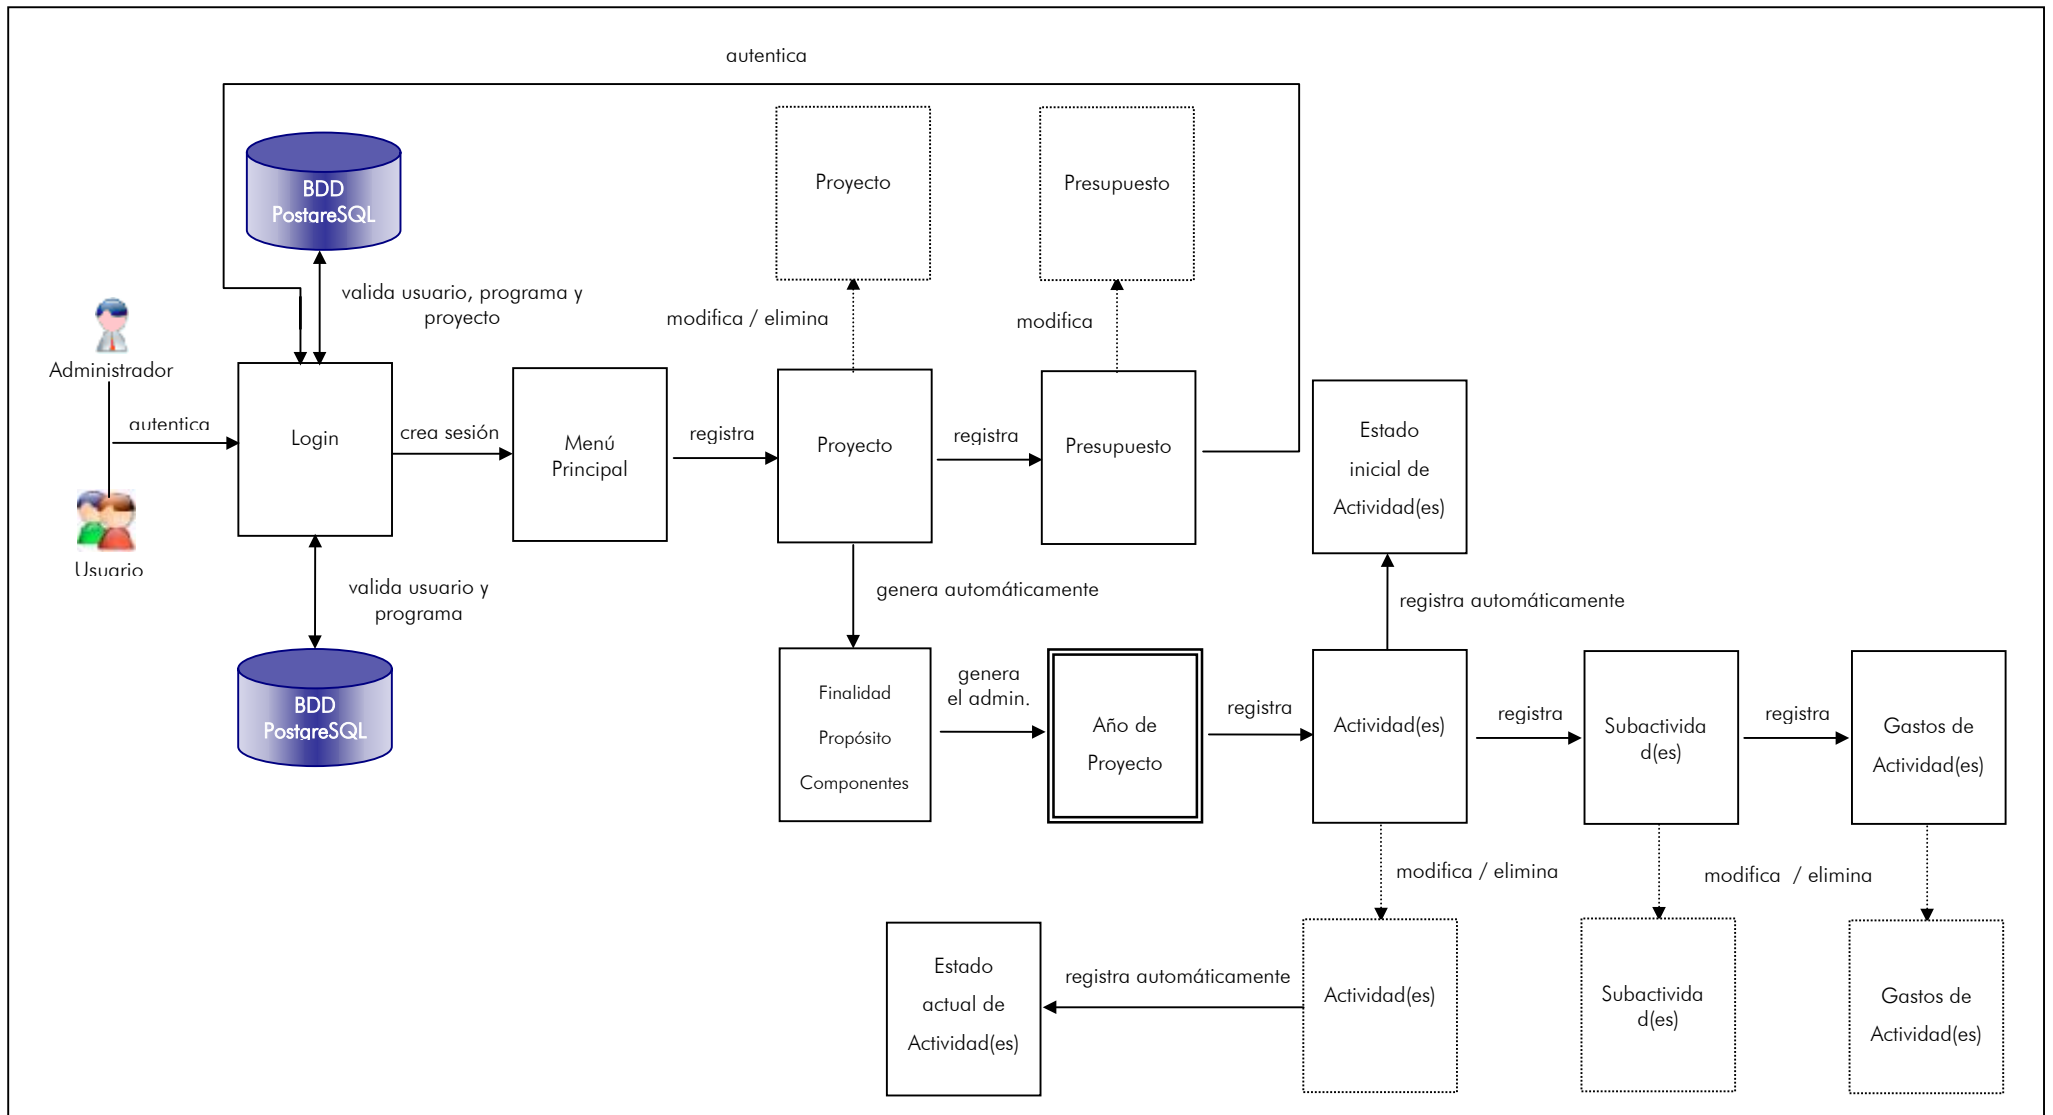 autentica
Proyecto
Presupuesto
BDD
PostgreSQL
valida usuario, programa y
proyecto
modifica / elimina
modifica
Administrador
autentica
Login
crea sesión
Menú
Principal
registra
Proyecto
registra
Presupuesto
Estado
inicial de
Actividad(es)
Usuario
valida usuario y
programa
genera automáticamente
registra automáticamente
BDD
PostgreSQL
Finalidad
Propósito
Componentes
genera
el admin.
Año de
Proyecto
registra
Actividad(es)
registra
Subactivida
d(es)
registra
Gastos de
Actividad(es)
modifica / elimina
modifica / elimina
Estado
actual de
Actividad(es)
registra automáticamente
Actividad(es)
Subactivida
d(es)
Gastos de
Actividad(es)